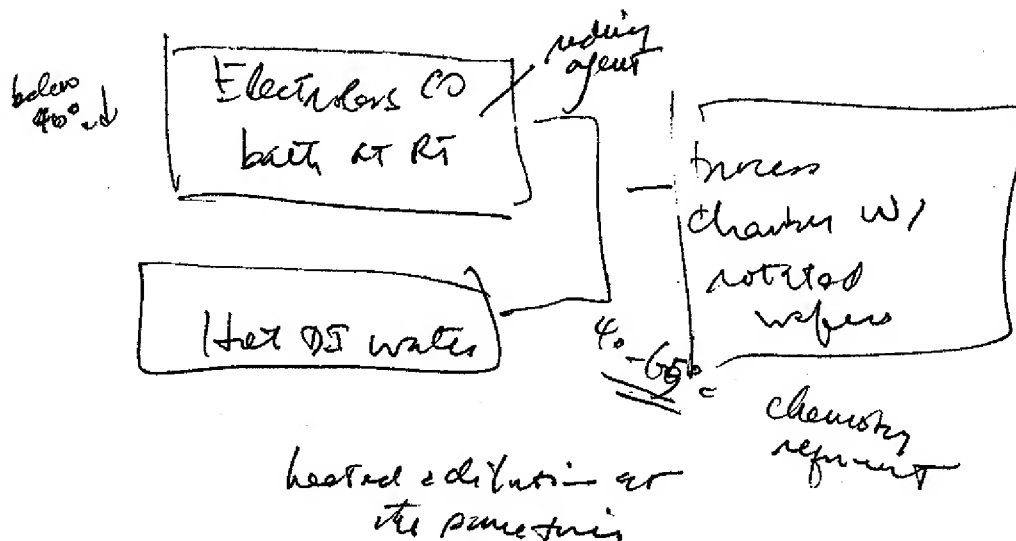 reducing
agent
below
40°
Electroless CO
bath at RT
process
chamber W/
rotated
wafers
Hot DI water
40-65°C
chemistry
heated & dilution at
the same time